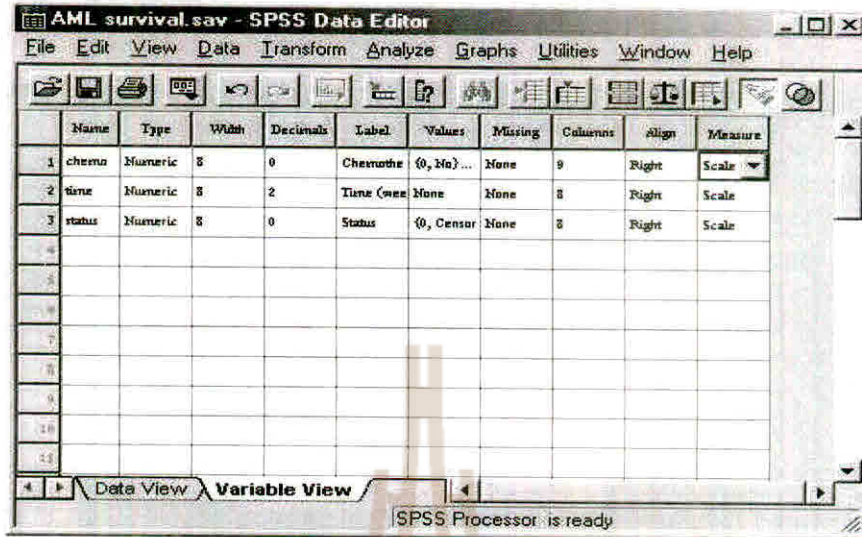 AML survival.sav - SPSS Data Editor
File Edit View Data Transform Analyze Graphs Utilities Window Help
Name Type Width Decimals Label Values Missing Columns Align Measure
1 chemo Numeric 8 0 Chemothe {0, No}... None 9 Right Scale
2 time Numeric 8 2 Time (wee None None 8 Right Scale
3 status Numeric 8 0 Status {0, Censor None 8 Right Scale
4
5
6
7
8
9
10
11
Data View Variable View
SPSS Processor is ready